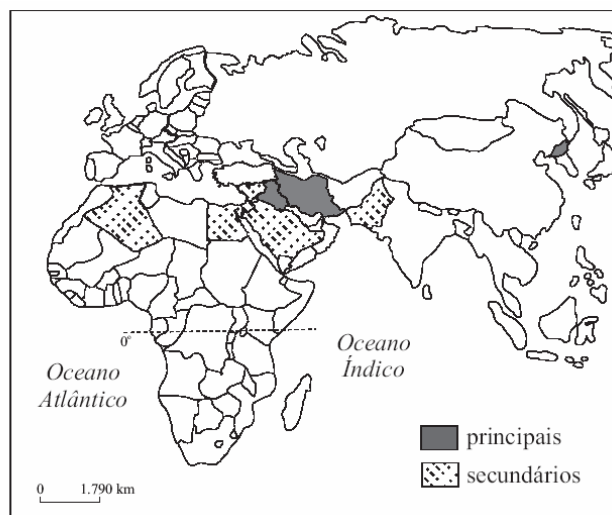 0°
Oceano
Atlântico
Oceano
Índico
principais
secundários
0 1.790 km